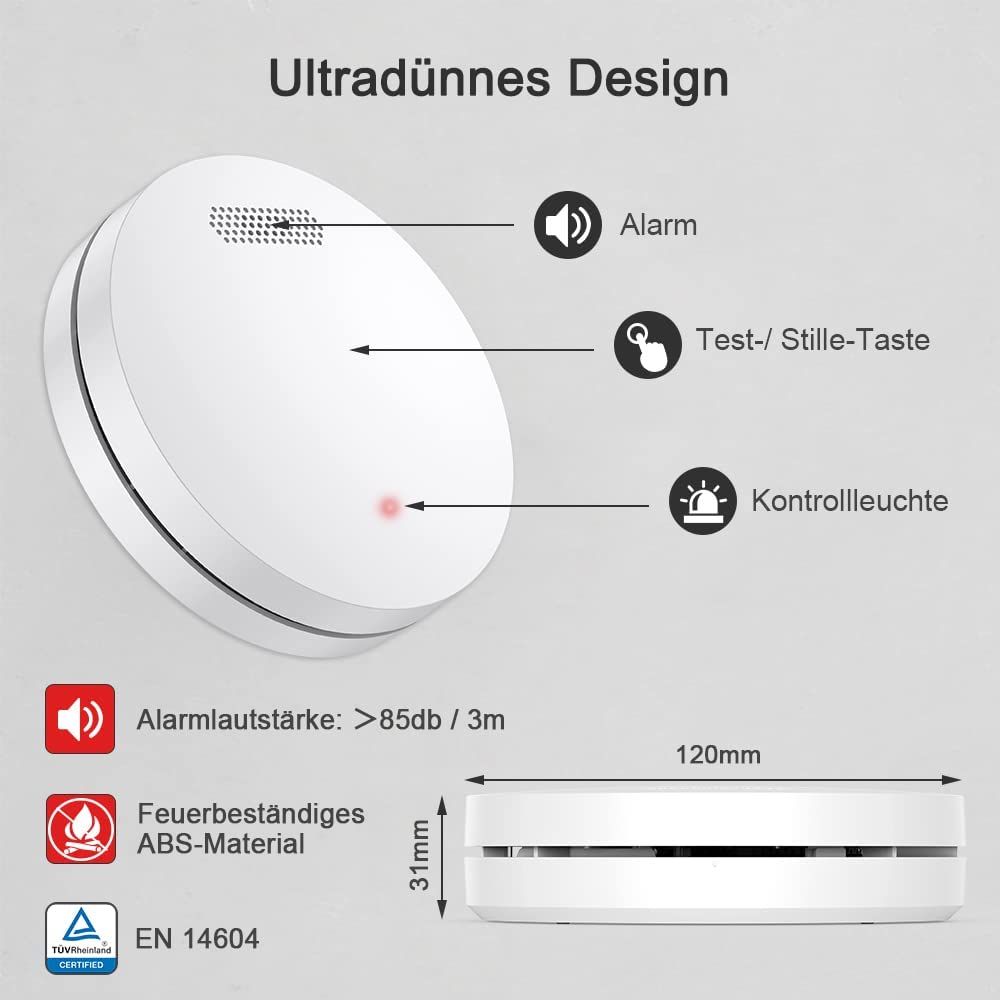 Ultradünnes Design
Alarm
Test-/ Stille-Taste
Kontrollleuchte
Alarmlautstärke: >85db / 3m
Feuerbeständiges
ABS-Material
TÜVRheinland
CERTIFIED
EN 14604
120mm
31mm